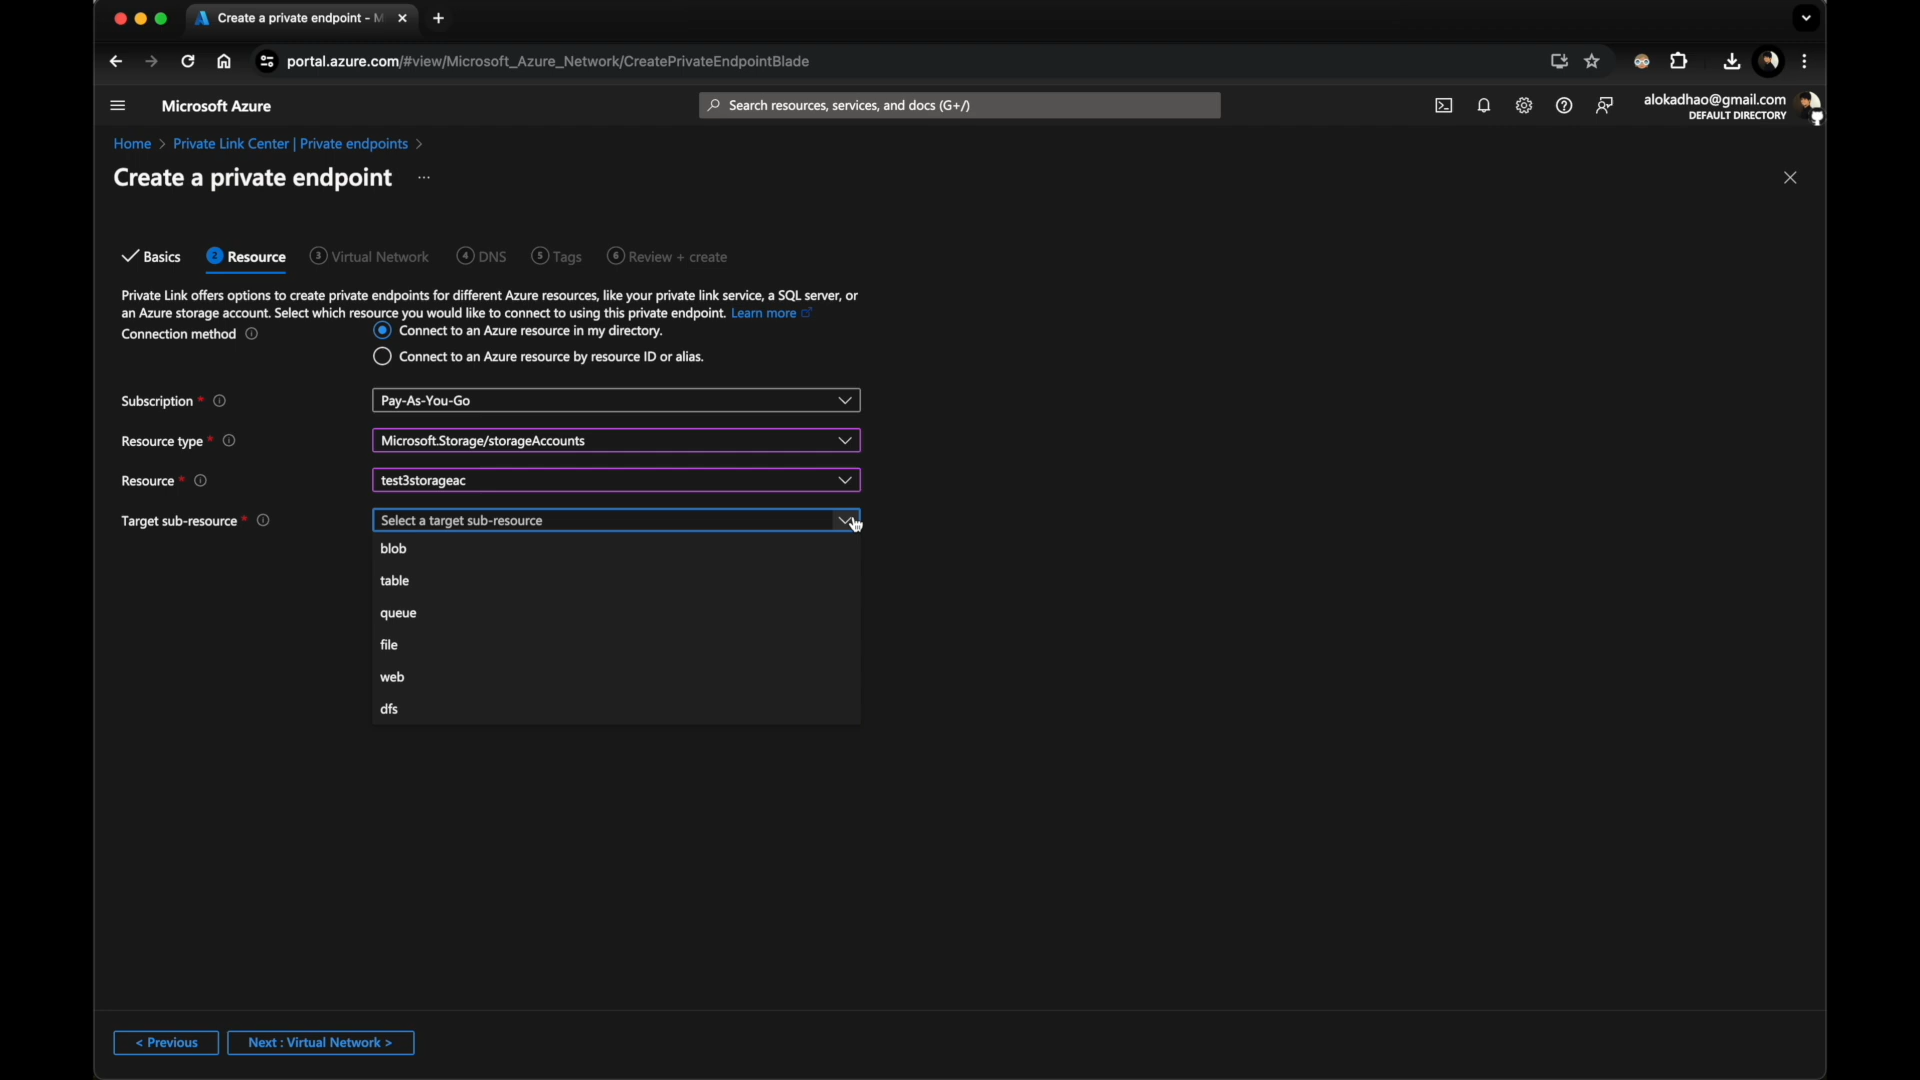 Create a private endpoint - M
portal.azure.com/#view/Microsoft_Azure_Network/CreatePrivateEndpointBlade
Microsoft Azure
Search resources, services, and docs (G+/)
alokadhao@gmail.com
DEFAULT DIRECTORY
Home > Private Link Center | Private endpoints >
Create a private endpoint ...
Basics 2 Resource 3 Virtual Network 4 DNS 5 Tags 6 Review + create
Private Link offers options to create private endpoints for different Azure resources, like your private link service, a SQL server, or
an Azure storage account. Select which resource you would like to connect to using this private endpoint. Learn more
Connection method
Connect to an Azure resource in my directory.
Connect to an Azure resource by resource ID or alias.
Subscription *
Pay-As-You-Go
Resource type *
Microsoft.Storage/storageAccounts
Resource *
test3storageac
Target sub-resource *
Select a target sub-resource
blob
table
queue
file
web
dfs
< Previous
Next : Virtual Network >